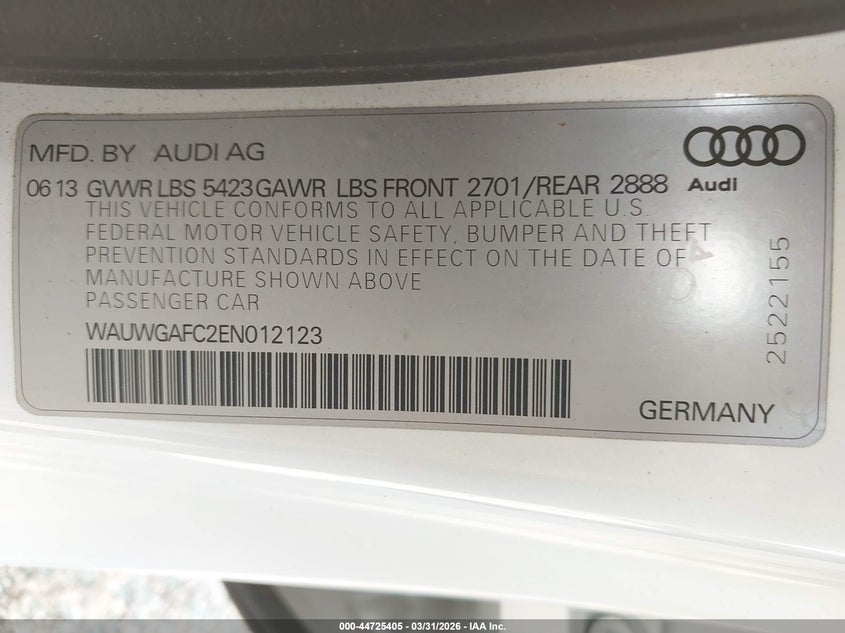 MFD. BY AUDI AG
06 13 GVWR LBS 5423 GAWR LBS FRONT 2701/REAR 2888
Audi
THIS VEHICLE CONFORMS TO ALL APPLICABLE U.S.
FEDERAL MOTOR VEHICLE SAFETY, BUMPER AND THEFT
PREVENTION STANDARDS IN EFFECT ON THE DATE OF
MANUFACTURE SHOWN ABOVE
PASSENGER CAR
WAUWGAFC2EN012123
2522155
GERMANY
000-44725405 - 03/31/2026 - IAA Inc.